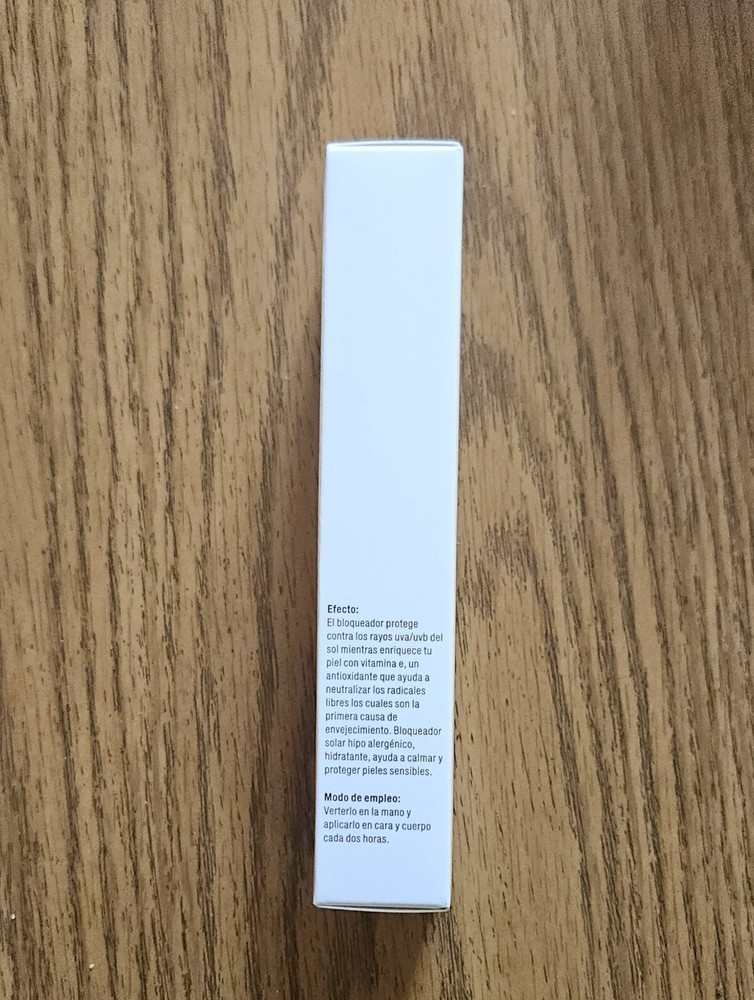 Efecto:
El bloqueador protege
contra los rayos uva/uvb del
sol mientras enriquece tu
piel con vitamina e, un
antioxidante que ayuda a
neutralizar los radicales
libres los cuales son la
primera causa de
envejecimiento. Bloqueador
solar hipo alergénico,
hidratante, ayuda a calmar y
proteger pieles sensibles.
Modo de empleo:
Verterlo en la mano y
aplicarlo en cara y cuerpo
cada dos horas.